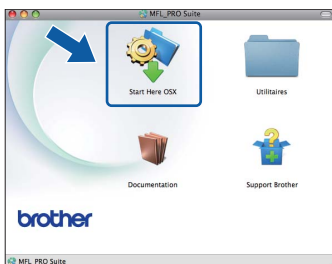 MFL_PRO Suite
Start Here OSX
Utilitaires
Documentation
Support Brother
brother
MFL_PRO Suite